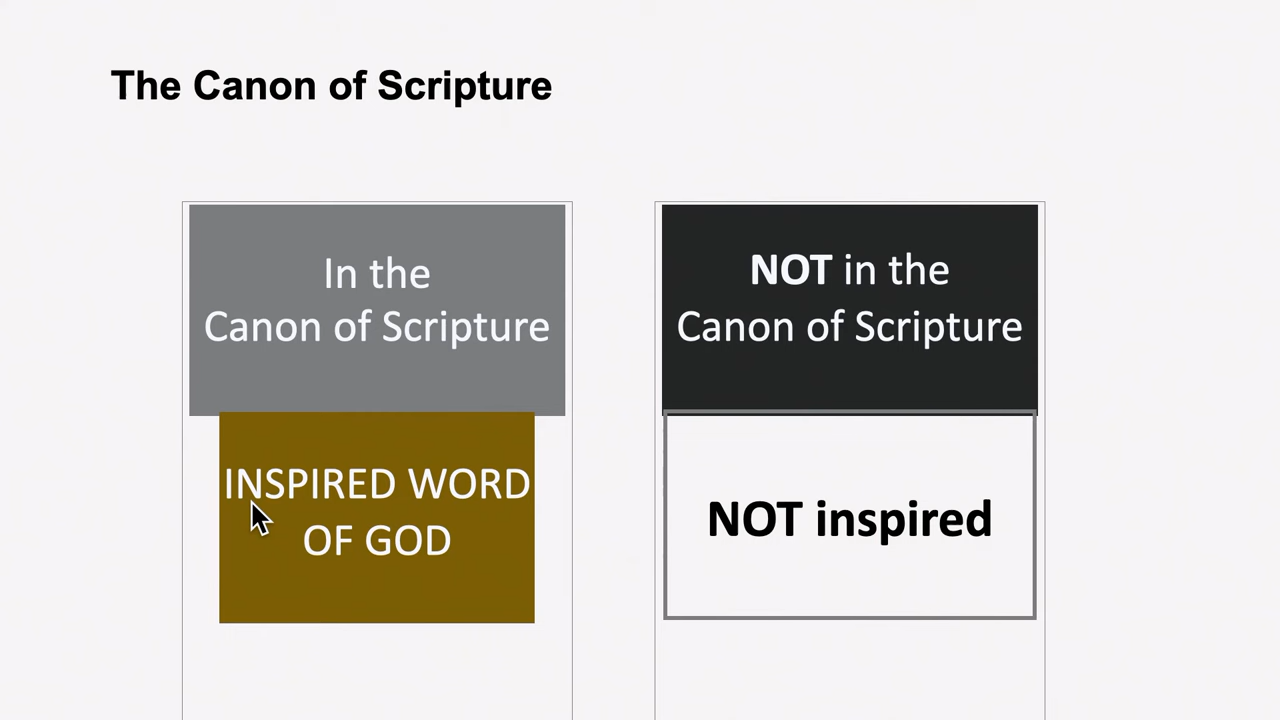 The Canon of Scripture
In the
Canon of Scripture
INSPIRED WORD
OF GOD
NOT in the
Canon of Scripture
NOT inspired